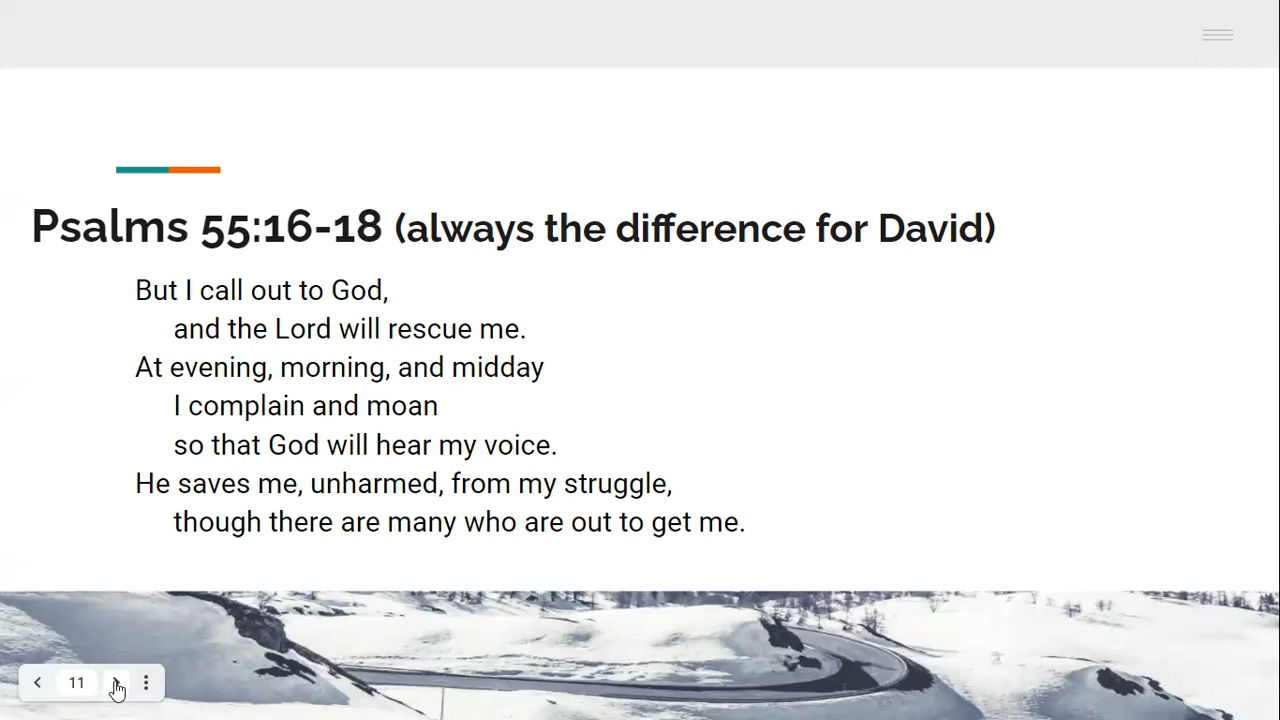 Psalms 55:16-18 (always the difference for David)
But I call out to God,
and the Lord will rescue me.
At evening, morning, and midday
I complain and moan
so that God will hear my voice.
He saves me, unharmed, from my struggle,
though there are many who are out to get me.
11